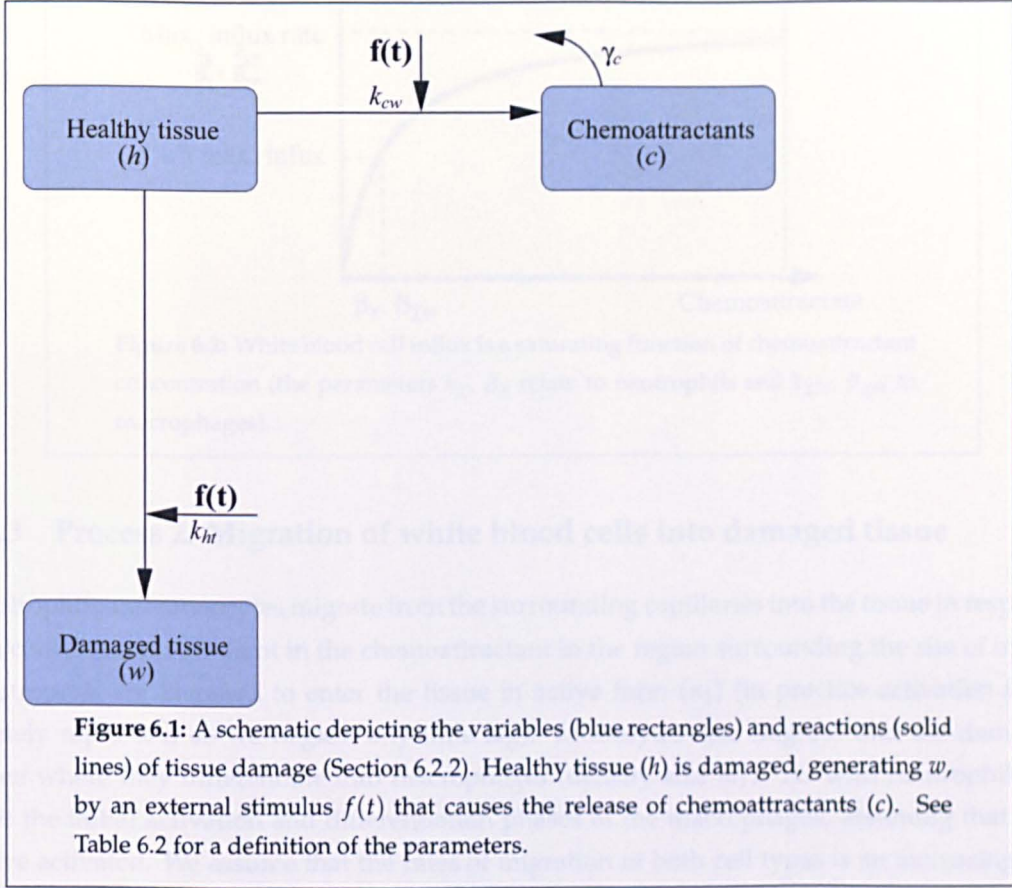 f(t)
γc
kcw
Healthy tissue
(h)
Chemoattractants
(c)
f(t)
khf
Damaged tissue
(w)
Figure 6.1: A schematic depicting the variables (blue rectangles) and reactions (solid
lines) of tissue damage (Section 6.2.2). Healthy tissue (h) is damaged, generating w,
by an external stimulus f(t) that causes the release of chemoattractants (c). See
Table 6.2 for a definition of the parameters.